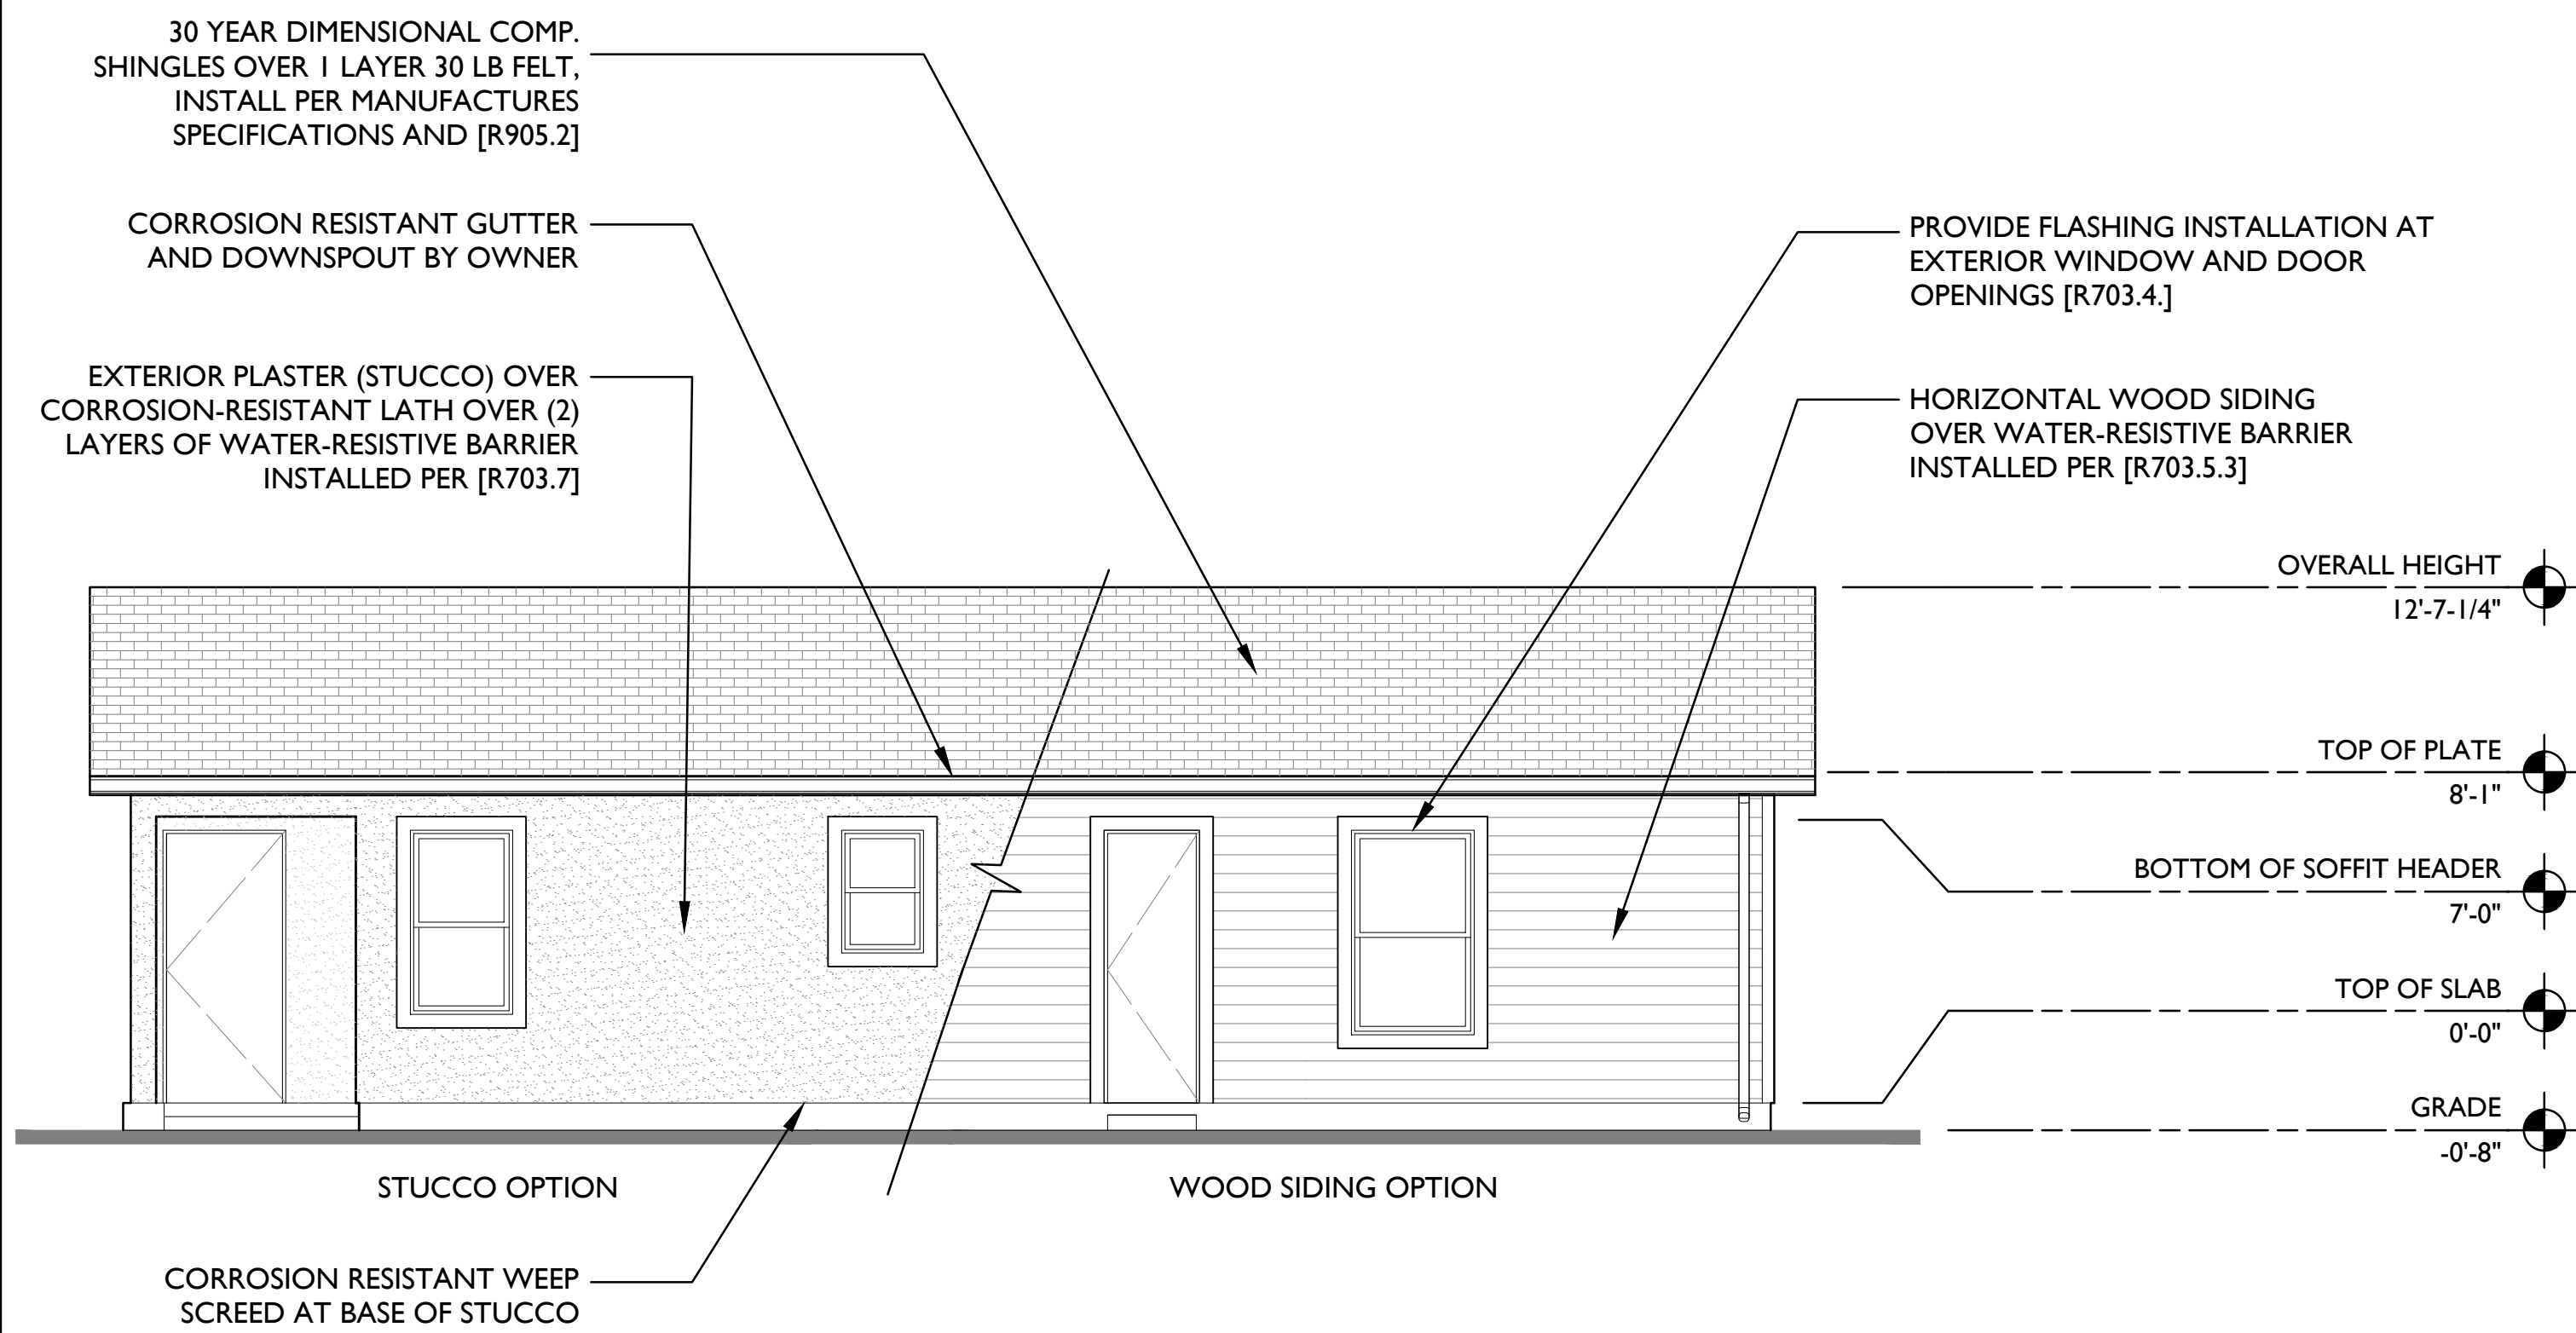 30 YEAR DIMENSIONAL COMP.
SHINGLES OVER 1 LAYER 30 LB FELT,
INSTALL PER MANUFACTURES
SPECIFICATIONS AND [R905.2]
CORROSION RESISTANT GUTTER
AND DOWNSPOUT BY OWNER
EXTERIOR PLASTER (STUCCO) OVER
CORROSION-RESISTANT LATH OVER (2)
LAYERS OF WATER-RESISTIVE BARRIER
INSTALLED PER [R703.7]
PROVIDE FLASHING INSTALLATION AT
EXTERIOR WINDOW AND DOOR
OPENINGS [R703.4.]
HORIZONTAL WOOD SIDING
OVER WATER-RESISTIVE BARRIER
INSTALLED PER [R703.5.3]
OVERALL HEIGHT
12'-7-1/4"
TOP OF PLATE
8'-1"
BOTTOM OF SOFFIT HEADER
7'-0"
TOP OF SLAB
0'-0"
GRADE
-0'-8"
STUCCO OPTION
WOOD SIDING OPTION
CORROSION RESISTANT WEEP
SCREED AT BASE OF STUCCO